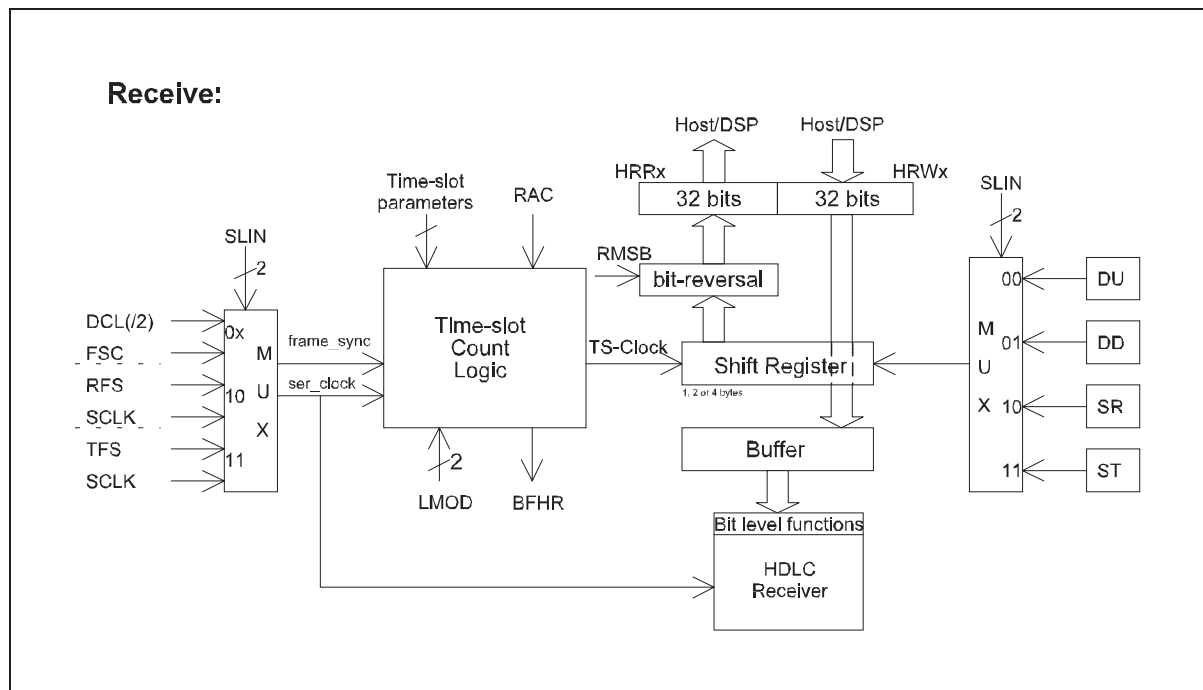 Receive:
Host/DSP
Host/DSP
HRRx
HRWx
32 bits
32 bits
Time-slot
parameters
RAC
SLIN
2
SLIN
2
RMSB
bit-reversal
DCL(/2)
FSC
RFS
SCLK
TFS
SCLK
0x
10
11
M
U
X
frame_sync
ser_clock
TIme-slot
Count
Logic
TS-Clock
Shift Register
1, 2 or 4 bytes
00
01
10
11
M
U
X
DU
DD
SR
ST
2
LMOD
BFHR
Buffer
Bit level functions
HDLC
Receiver